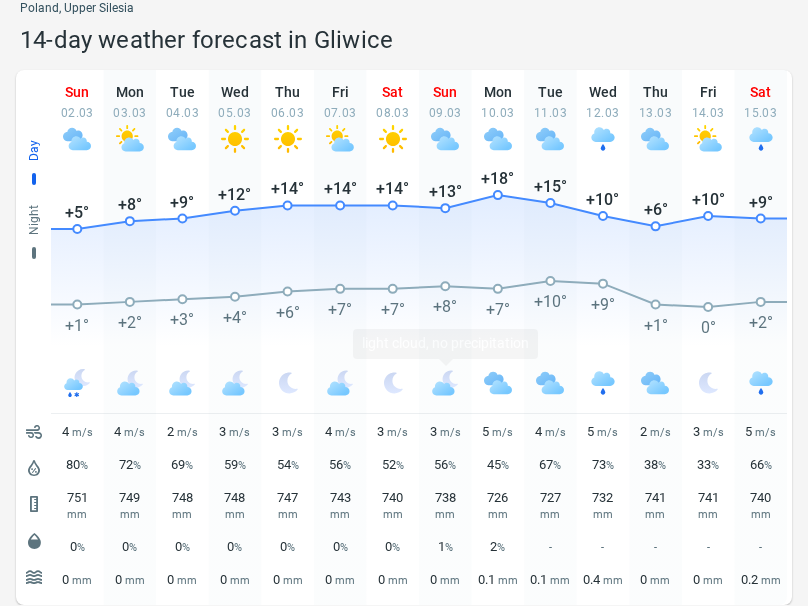 Poland, Upper Silesia
14-day weather forecast in Gliwice
Sun Mon Tue Wed Thu Fri Sat Sun Mon Tue Wed Thu Fri Sat
02.03 03.03 04.03 05.03 06.03 07.03 08.03 09.03 10.03 11.03 12.03 13.03 14.03 15.03
Day
+5° +8° +9° +12° +14° +14° +14° +13° +18° +15° +10° +6° +10° +9°
Night
+1° +2° +3° +4° +6° +7° +7° +8° +7° +10° +9° +1° 0° +2°
light cloud, no precipitation
4 m/s 4 m/s 2 m/s 3 m/s 3 m/s 4 m/s 3 m/s 3 m/s 5 m/s 4 m/s 5 m/s 2 m/s 3 m/s 5 m/s
80% 72% 69% 59% 54% 56% 52% 56% 45% 67% 73% 38% 33% 66%
751 749 748 748 747 743 740 738 726 727 732 741 741 740
mm mm mm mm mm mm mm mm mm mm mm mm mm mm
0% 0% 0% 0% 0% 0% 0% 1% 2% - - - - -
0 mm 0 mm 0 mm 0 mm 0 mm 0 mm 0 mm 0 mm 0.1 mm 0.1 mm 0.4 mm 0 mm 0 mm 0.2 mm